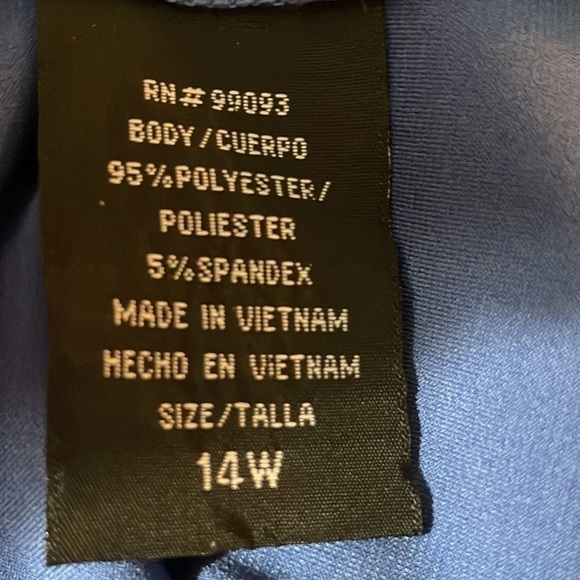 RN# 99093
BODY/CUERPO
95%POLYESTER/
POLIESTER
5%SPANDEX
MADE IN VIETNAM
HECHO EN VIETNAM
SIZE/TALLA
14W